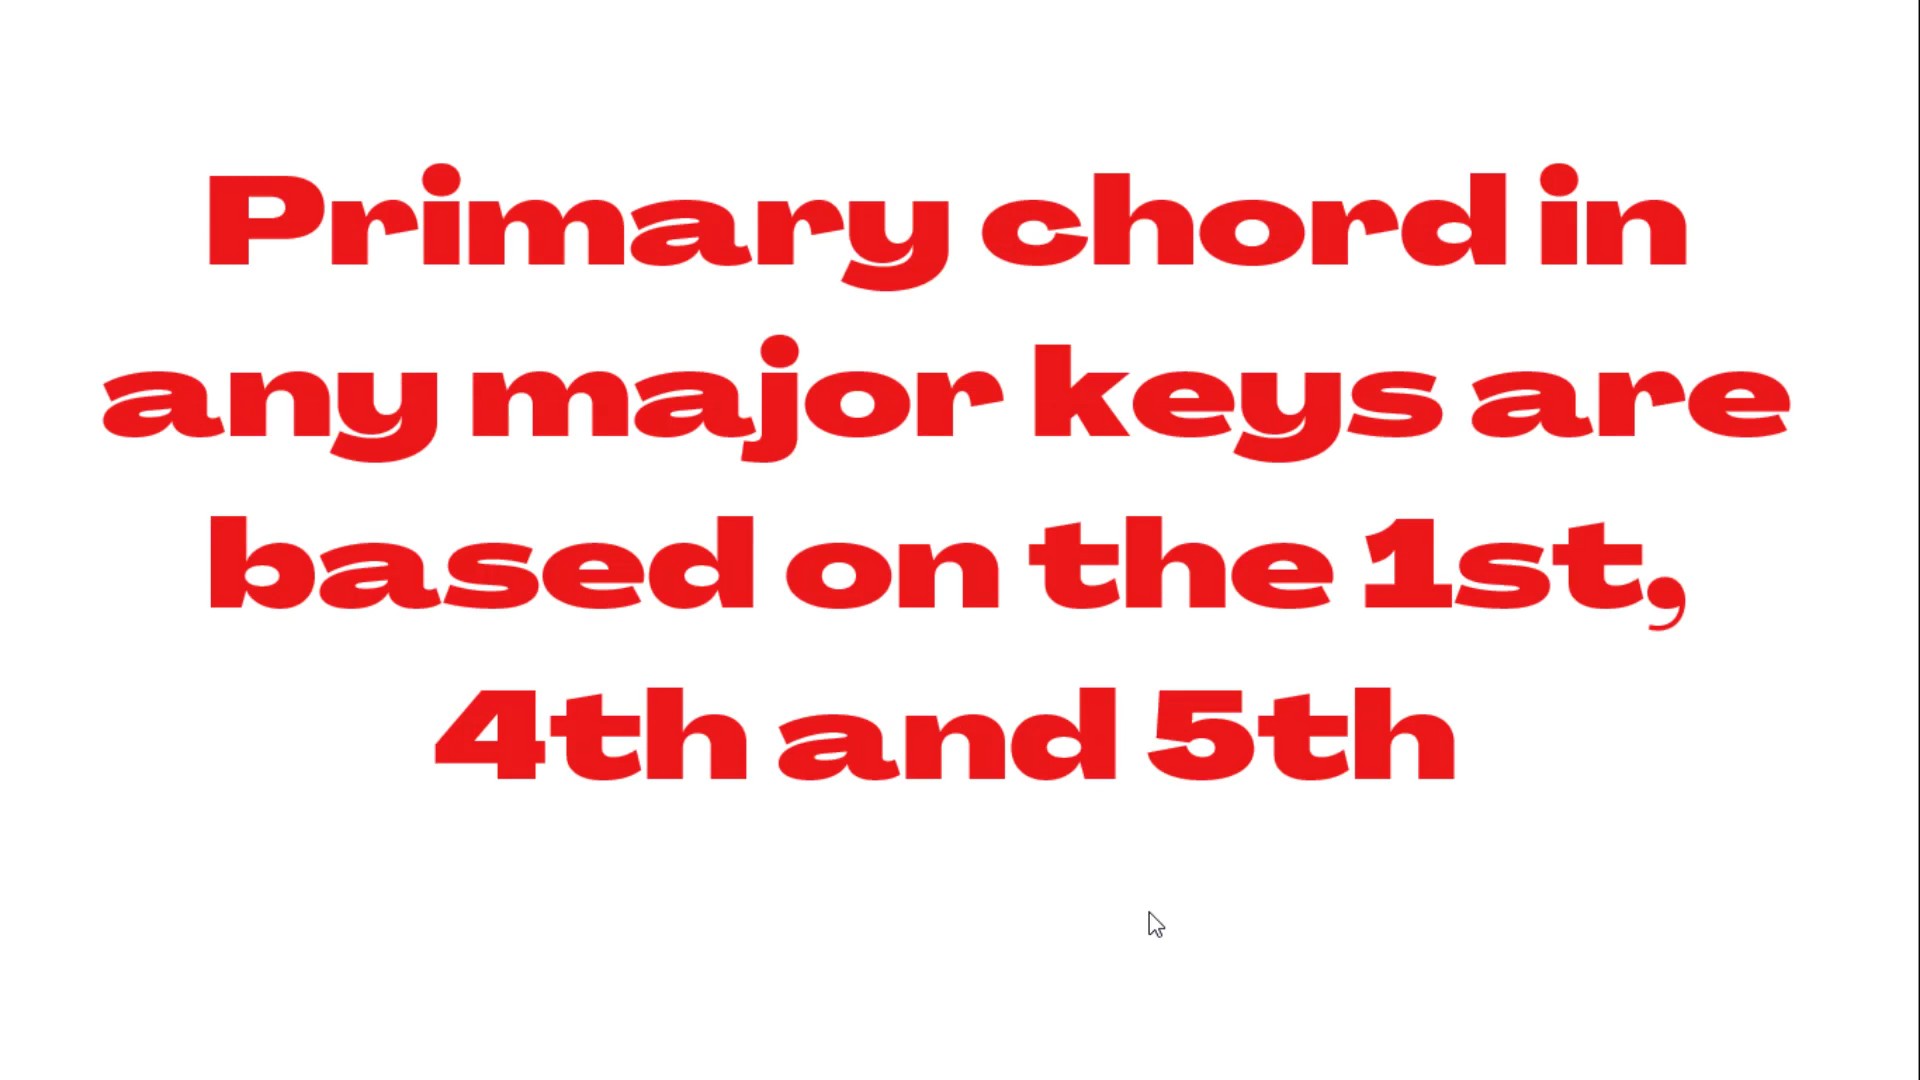 Primary chord in
any major keys are
based on the 1st,
4th and 5th